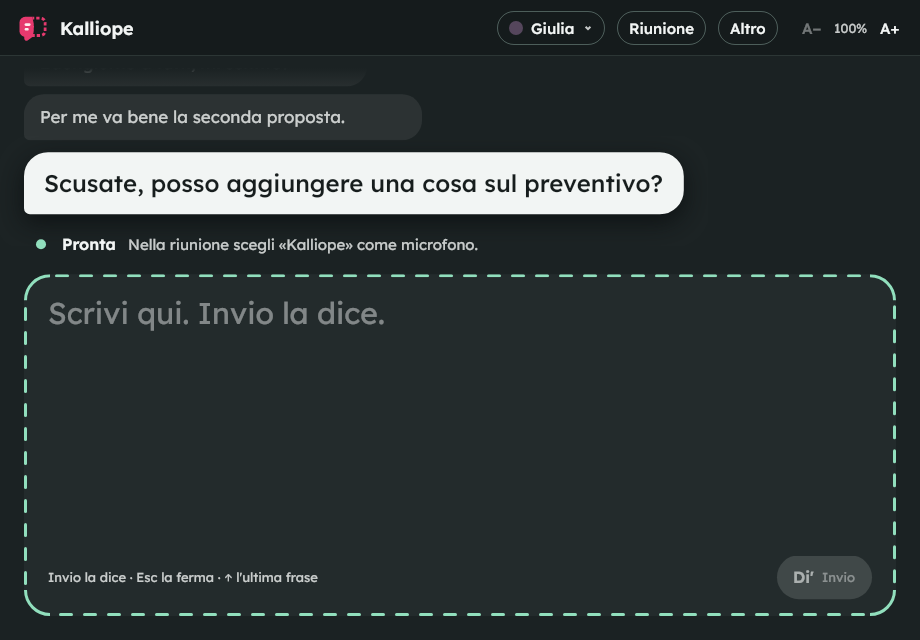 Kalliope
Giulia
Riunione
Altro
A− 100% A+
Per me va bene la seconda proposta.
Scusate, posso aggiungere una cosa sul preventivo?
Pronta Nella riunione scegli «Kalliope» come microfono.
Scrivi qui. Invio la dice.
Invio la dice · Esc la ferma · ↑ l'ultima frase
Di' Invio